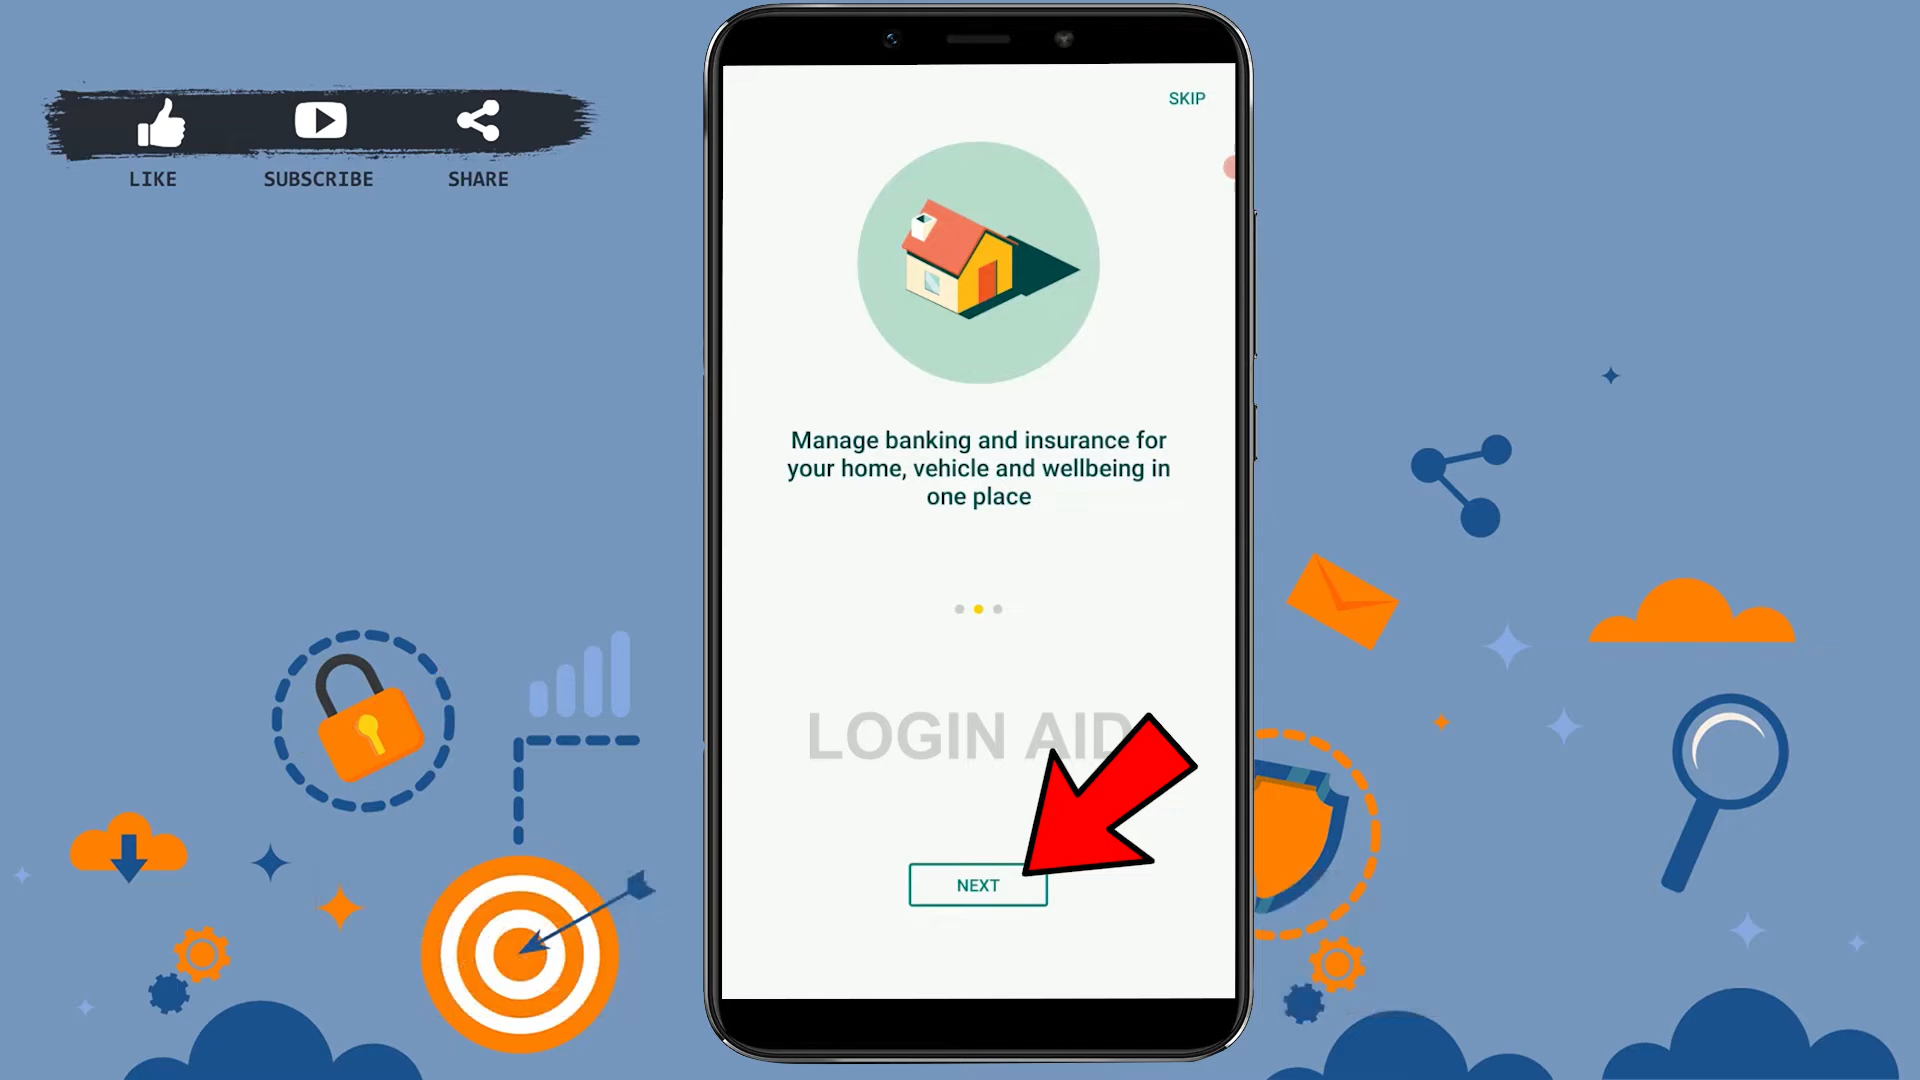 LIKE
SUBSCRIBE
SHARE
SKIP
Manage banking and insurance for
your home, vehicle and wellbeing in
one place
LOGIN AID
NEXT